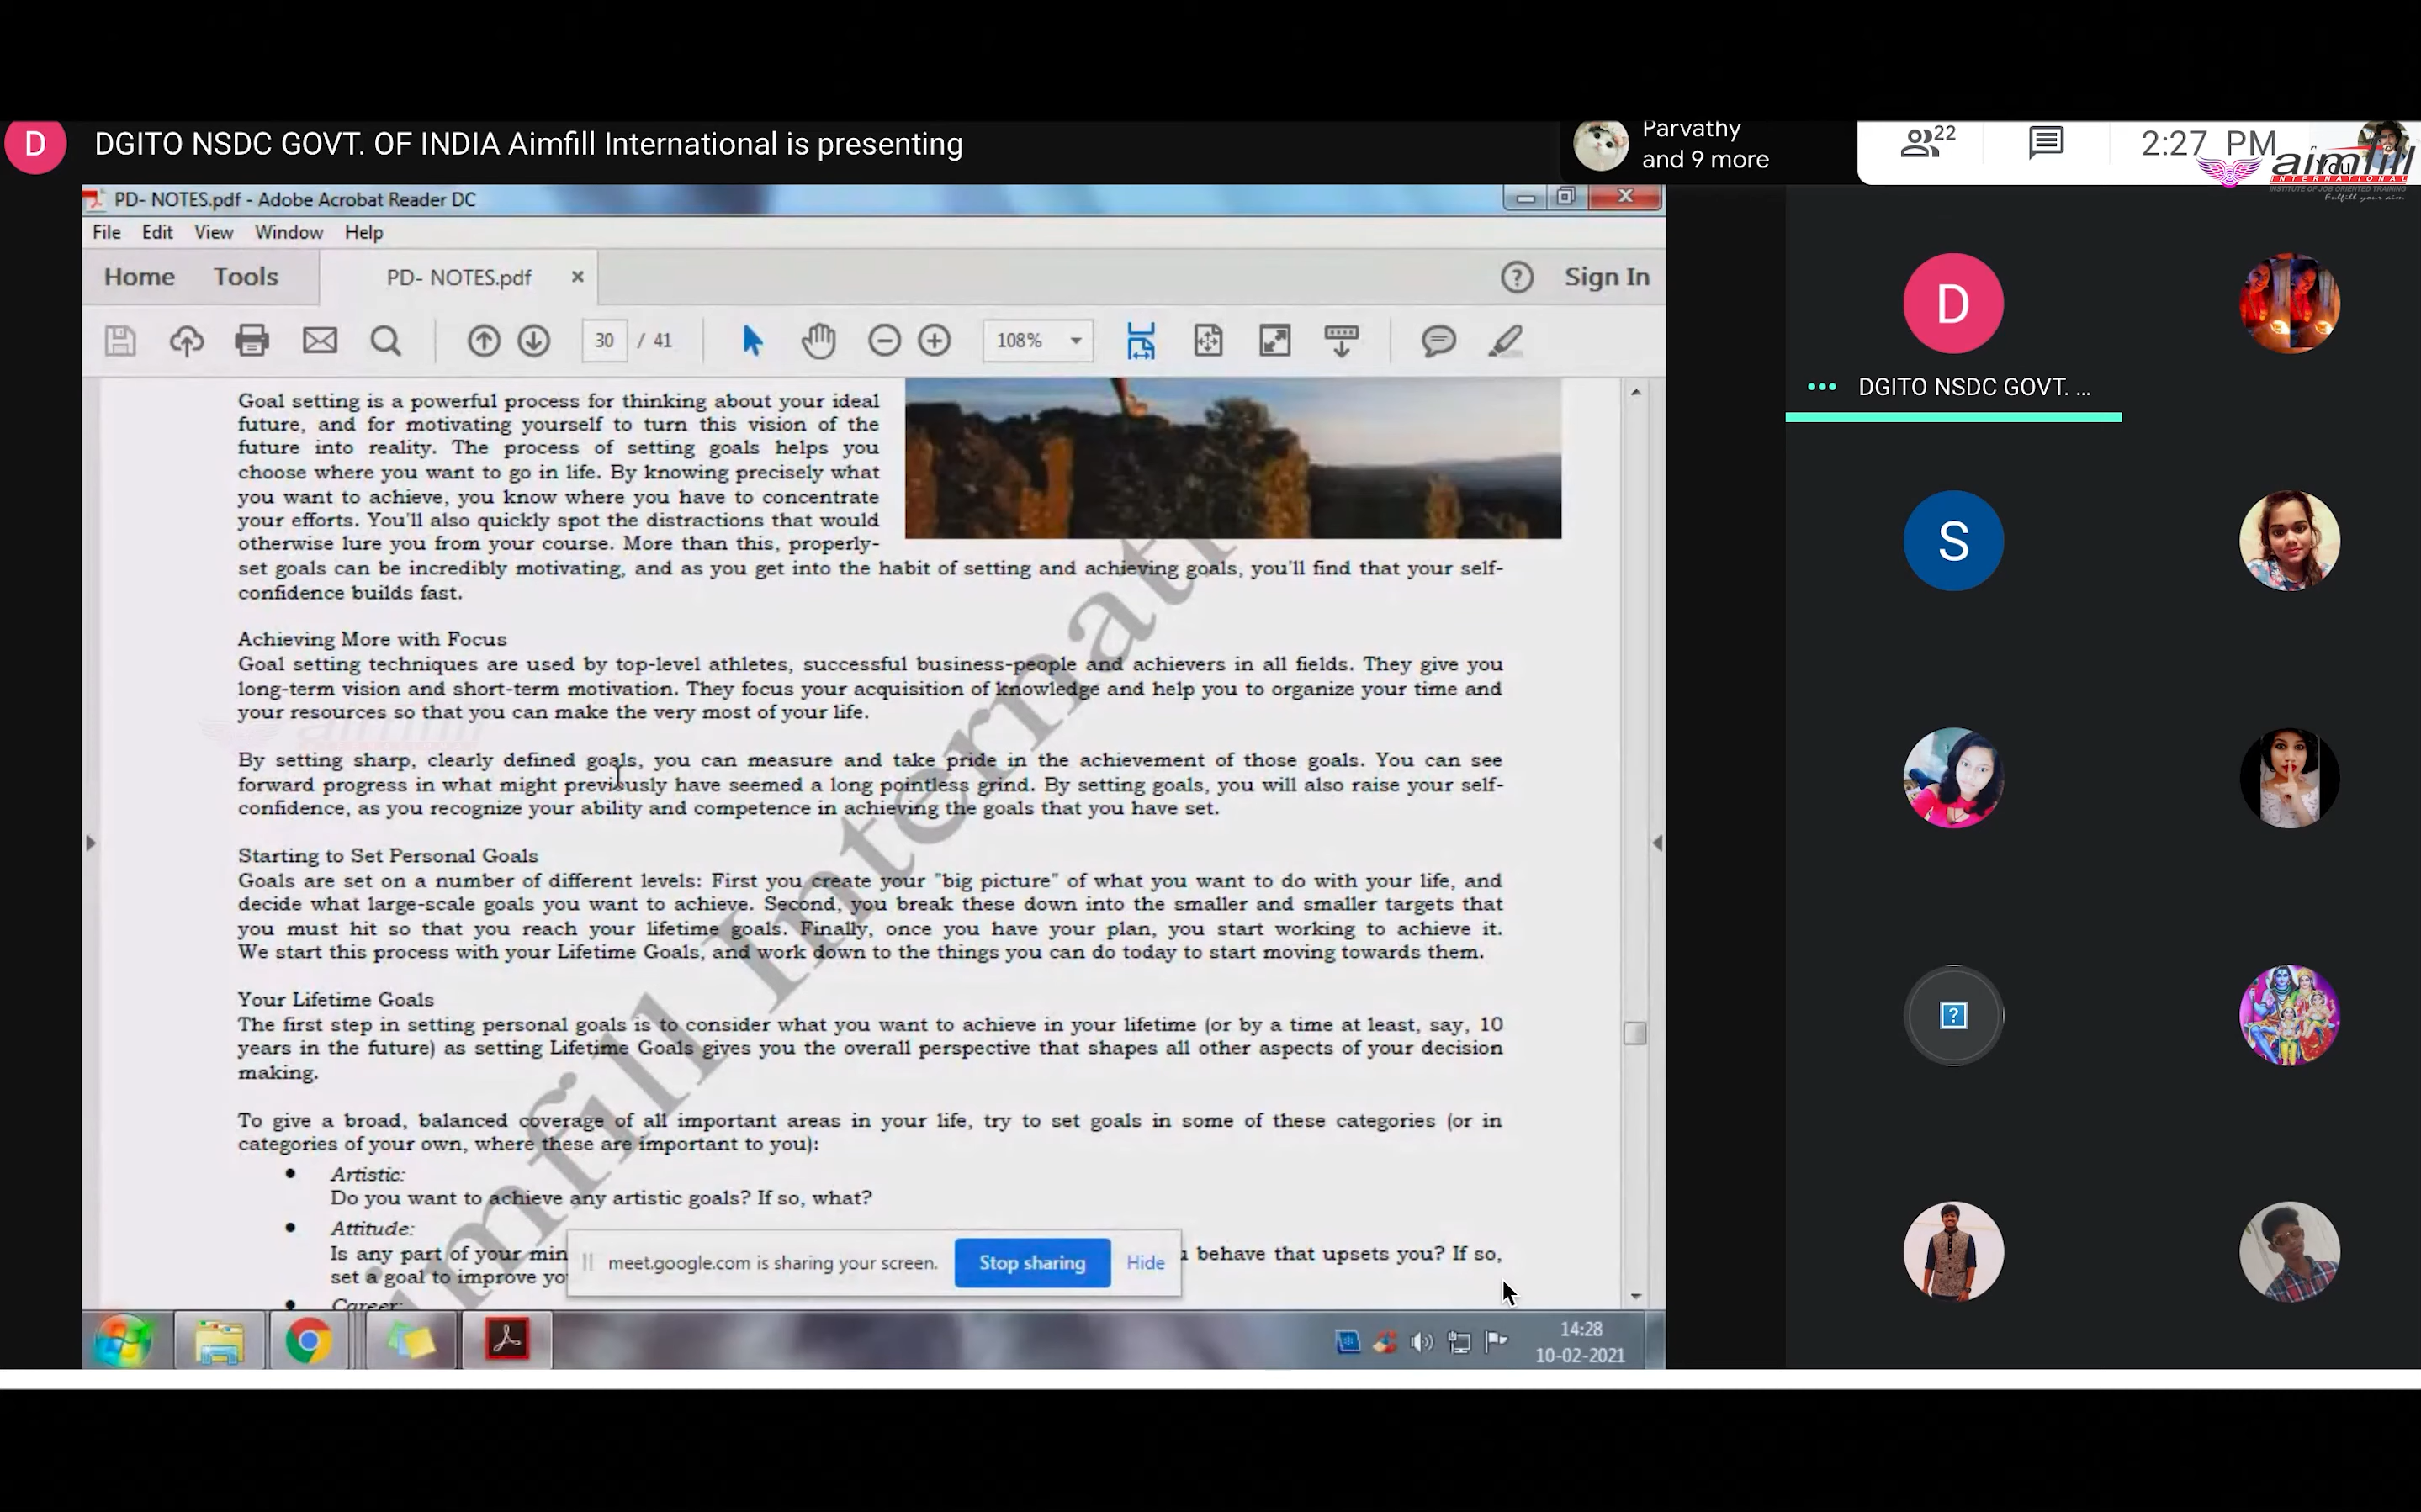 D
DGITO NSDC GOVT. OF INDIA Aimfill International is presenting
Parvathy
and 9 more
22
2:27 PM
You
aimfill
INTERNATIONAL
INSTITUTE OF JOB ORIENTED TRAINING
Fulfill your aim
PD- NOTES.pdf - Adobe Acrobat Reader DC
File Edit View Window Help
Home Tools PD- NOTES.pdf × ? Sign In
30 / 41 108%
Goal setting is a powerful process for thinking about your ideal
future, and for motivating yourself to turn this vision of the
future into reality. The process of setting goals helps you
choose where you want to go in life. By knowing precisely what
you want to achieve, you know where you have to concentrate
your efforts. You'll also quickly spot the distractions that would
otherwise lure you from your course. More than this, properly-
set goals can be incredibly motivating, and as you get into the habit of setting and achieving goals, you'll find that your self-
confidence builds fast.
Achieving More with Focus
Goal setting techniques are used by top-level athletes, successful business-people and achievers in all fields. They give you
long-term vision and short-term motivation. They focus your acquisition of knowledge and help you to organize your time and
your resources so that you can make the very most of your life.
By setting sharp, clearly defined goals, you can measure and take pride in the achievement of those goals. You can see
forward progress in what might previously have seemed a long pointless grind. By setting goals, you will also raise your self-
confidence, as you recognize your ability and competence in achieving the goals that you have set.
Starting to Set Personal Goals
Goals are set on a number of different levels: First you create your "big picture" of what you want to do with your life, and
decide what large-scale goals you want to achieve. Second, you break these down into the smaller and smaller targets that
you must hit so that you reach your lifetime goals. Finally, once you have your plan, you start working to achieve it.
We start this process with your Lifetime Goals, and work down to the things you can do today to start moving towards them.
Your Lifetime Goals
The first step in setting personal goals is to consider what you want to achieve in your lifetime (or by a time at least, say, 10
years in the future) as setting Lifetime Goals gives you the overall perspective that shapes all other aspects of your decision
making.
To give a broad, balanced coverage of all important areas in your life, try to set goals in some of these categories (or in
categories of your own, where these are important to you):
• Artistic:
Do you want to achieve any artistic goals? If so, what?
• Attitude:
Is any part of your min behave that upsets you? If so,
set a goal to improve yo
• Career:
imfill Internati
aimfill
meet.google.com is sharing your screen. Stop sharing Hide
14:28
10-02-2021
D
DGITO NSDC GOVT. ...
S
?